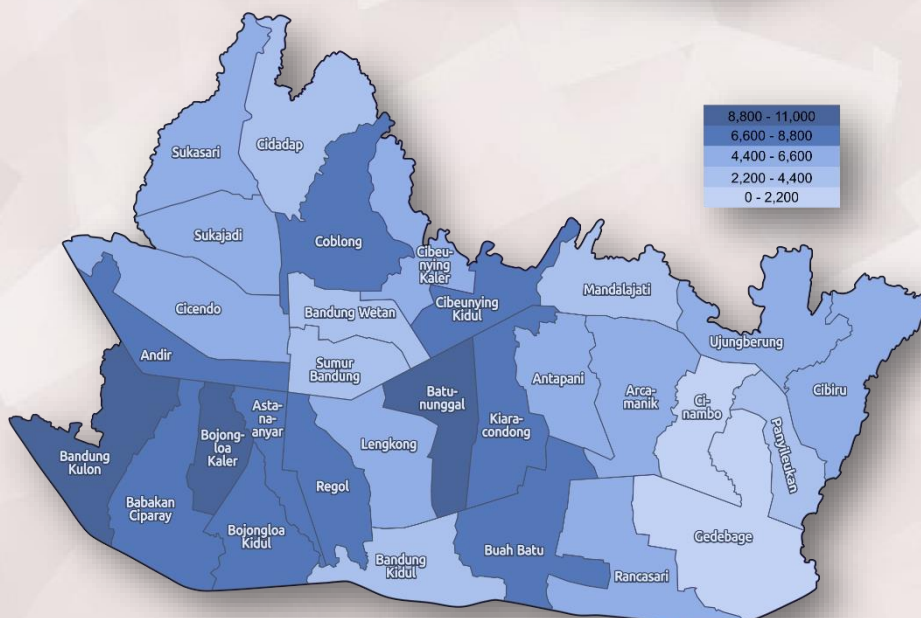 8,800 - 11,000
6,600 - 8,800
4,400 - 6,600
2,200 - 4,400
0 - 2,200
Sukasari
Cidadap
Sukajadi
Coblong
Cibeu-
nying
Kaler
Cicendo
Bandung Wetan
Cibeunying
Kidul
Mandalajati
Ujungberung
Andir
Sumur
Bandung
Antapani
Arca-
manik
Ci-
nambo
Cibiru
Batu-
nunggal
Kiara-
condong
Asta-
na-
anyar
Bojong-
loa
Kaler
Lengkong
Panyileukan
Bandung
Kulon
Babakan
Ciparay
Regol
Bojongloa
Kidul
Bandung
Kidul
Buah Batu
Gedebage
Rancasari